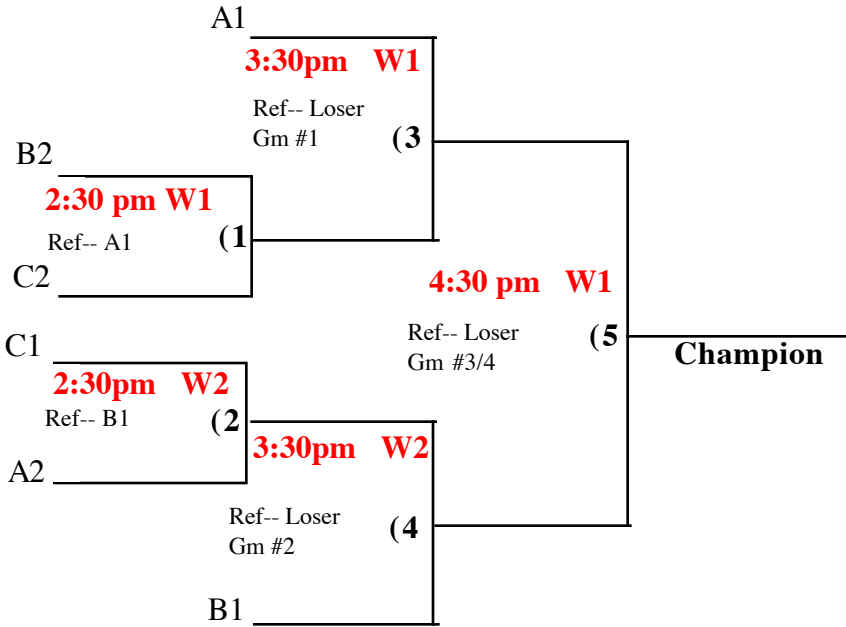 A1
3:30pm W1
Ref-- Loser
Gm #1
(3
B2
2:30 pm W1
Ref-- A1
(1
C2
4:30 pm W1
Ref-- Loser
Gm #3/4
(5
Champion
C1
2:30pm W2
Ref-- B1
(2
A2
3:30pm W2
Ref-- Loser
Gm #2
(4
B1